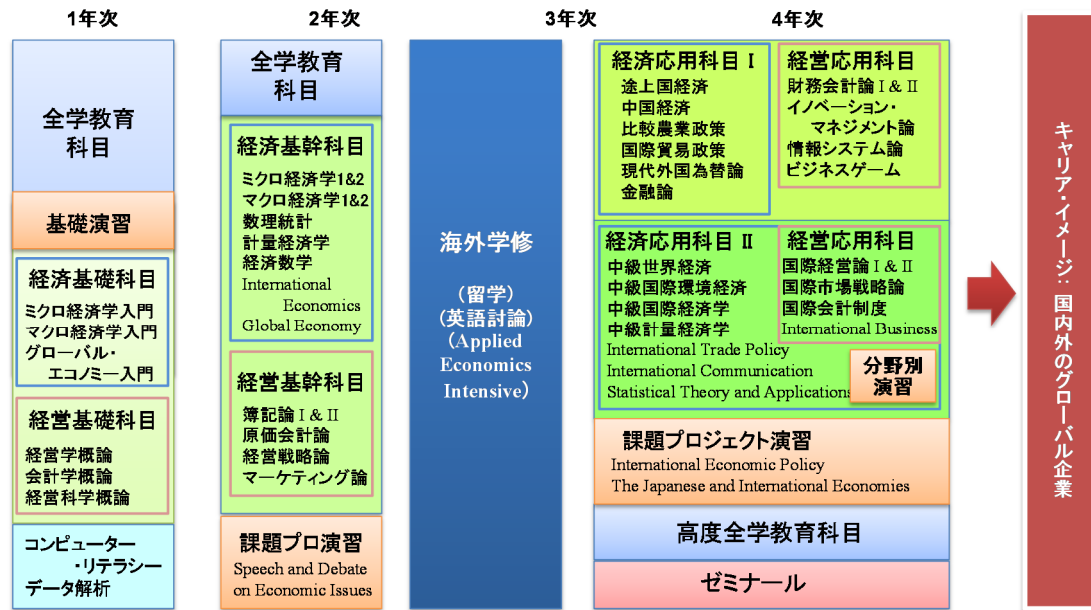 1年次
2年次
3年次
4年次
全学教育
科目
基礎演習
経済基礎科目
ミクロ経済学入門
マクロ経済学入門
グローバル・
エコノミー入門
経営基礎科目
経営学概論
会計学概論
経営科学概論
コンピューター
・リテラシー
データ解析
全学教育
科目
経済基幹科目
ミクロ経済学1&2
マクロ経済学1&2
数理統計
計量経済学
経済数学
International
Economics
Global Economy
経営基幹科目
簿記論 I & II
原価会計論
経営戦略論
マーケティング論
課題プロ演習
Speech and Debate
on Economic Issues
海外学修
(留学)
(英語討論)
(Applied
Economics
Intensive)
経済応用科目 I
途上国経済
中国経済
比較農業政策
国際貿易政策
現代外国為替論
金融論
経営応用科目
財務会計論 I & II
イノベーション・
マネジメント論
情報システム論
ビジネスゲーム
経済応用科目 II
中級世界経済
中級国際環境経済
中級国際経済学
中級計量経済学
International Trade Policy
International Communication
Statistical Theory and Applications
経営応用科目
国際経営論 I & II
国際市場戦略論
国際会計制度
International Business
分野別
演習
課題プロジェクト演習
International Economic Policy
The Japanese and International Economies
高度全学教育科目
ゼミナール
キャリア・イメージ: 国内外のグローバル企業